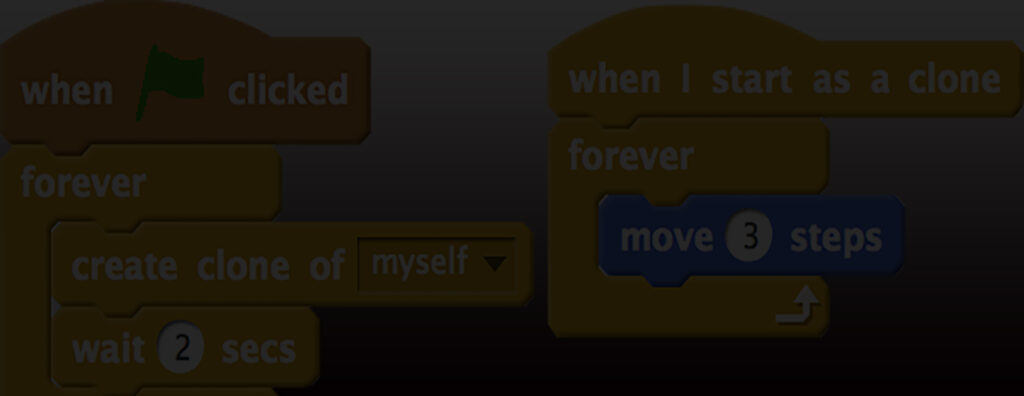 when clicked
forever
create clone of myself
wait 2 secs
when I start as a clone
forever
move 3 steps